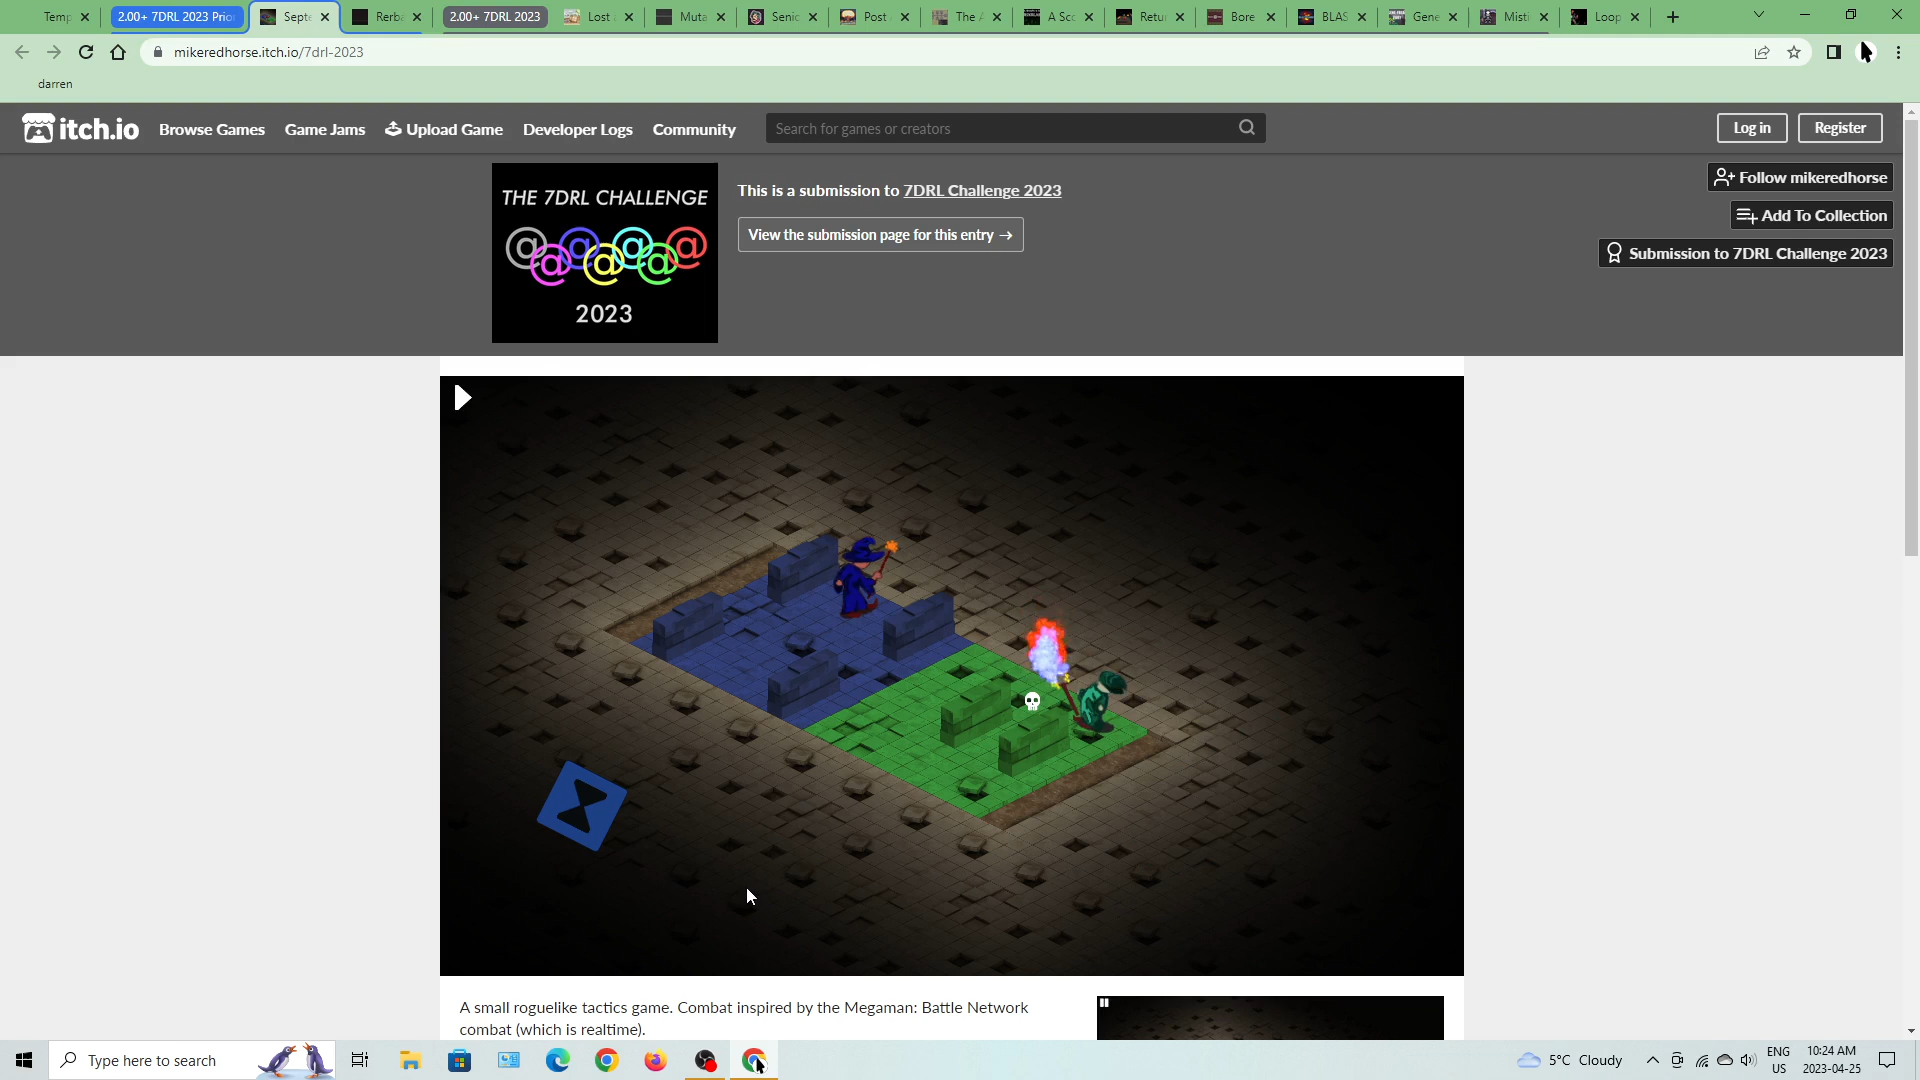 Temp
2.00+ 7DRL 2023 Prior
Septe
Rerba
2.00+ 7DRL 2023
Lost
Muta
Senio
Post
The A
A Sco
Retu
Bore
BLAS
Gene
Misti
Loop
mikeredhorse.itch.io/7drl-2023
darren
itch.io
Browse Games
Game Jams
Upload Game
Developer Logs
Community
Search for games or creators
Log in
Register
THE 7DRL CHALLENGE
@@@@@@@
2023
This is a submission to 7DRL Challenge 2023
View the submission page for this entry →
Follow mikeredhorse
Add To Collection
Submission to 7DRL Challenge 2023
A small roguelike tactics game. Combat inspired by the Megaman: Battle Network
combat (which is realtime).
Type here to search
5°C Cloudy
ENG
US
10:24 AM
2023-04-25